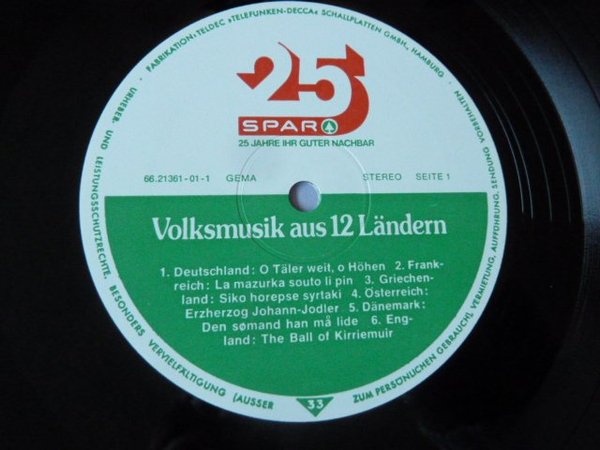 FABRIKATION: TELDEC »TELEFUNKEN-DECCA« SCHALLPLATTEN GMBH, HAMBURG
URHEBER- UND LEISTUNGSSCHUTZRECHTE, BESONDERS VERVIELFÄLTIGUNG (AUSSER ZUM PERSÖNLICHEN GEBRAUCH), VERMIETUNG, AUFFÜHRUNG, SENDUNG VORBEHALTEN
25
SPAR
25 JAHRE IHR GUTER NACHBAR
66.21361-01-1 GEMA STEREO SEITE 1
Volksmusik aus 12 Ländern
1. Deutschland: O Täler weit, o Höhen 2. Frank-
reich: La mazurka souto li pin 3. Griechen-
land: Siko horepse syrtaki 4. Österreich:
Erzherzog Johann-Jodler 5. Dänemark:
Den sømand han må lide 6. Eng-
land: The Ball of Kirriemuir
33